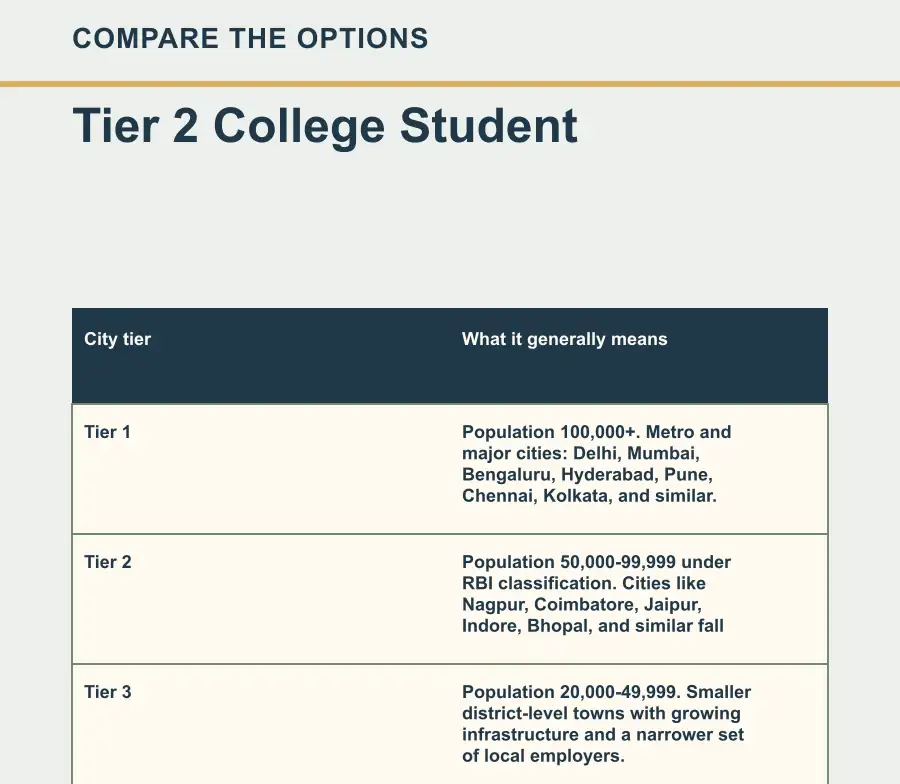 COMPARE THE OPTIONS
Tier 2 College Student
City tier
What it generally means
Tier 1
Population 100,000+. Metro and
major cities: Delhi, Mumbai,
Bengaluru, Hyderabad, Pune,
Chennai, Kolkata, and similar.
Tier 2
Population 50,000-99,999 under
RBI classification. Cities like
Nagpur, Coimbatore, Jaipur,
Indore, Bhopal, and similar fall
Tier 3
Population 20,000-49,999. Smaller
district-level towns with growing
infrastructure and a narrower set
of local employers.